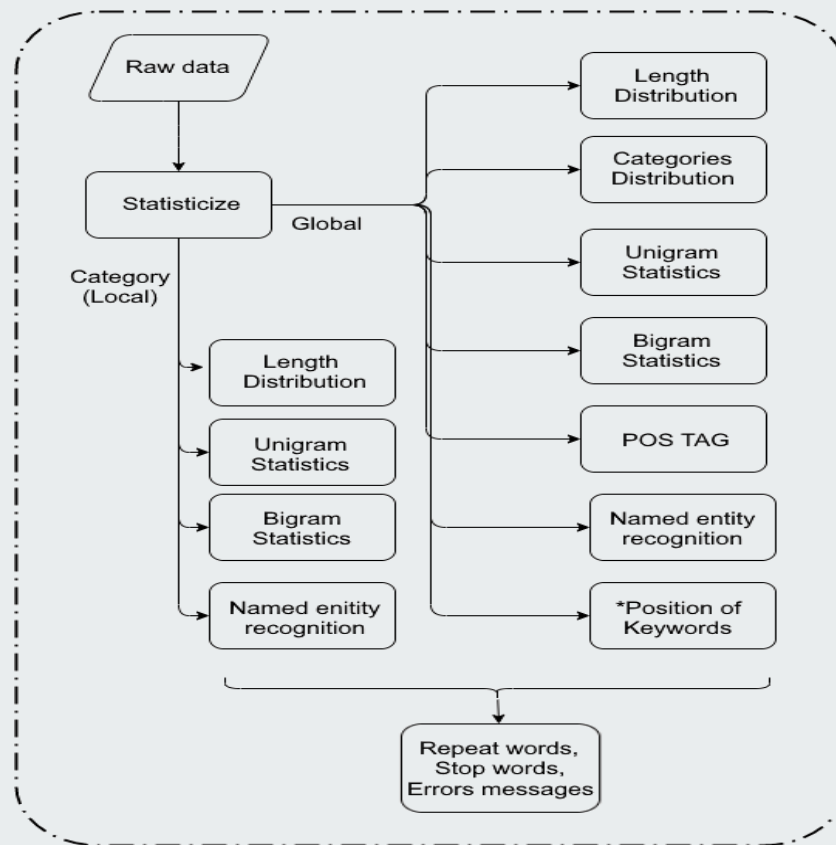 Raw data
Statisticize
Global
Category
(Local)
Length
Distribution
Unigram
Statistics
Bigram
Statistics
Named enitity
recognition
Length
Distribution
Categories
Distribution
Unigram
Statistics
Bigram
Statistics
POS TAG
Named entity
recognition
*Position of
Keywords
Repeat words,
Stop words,
Errors messages